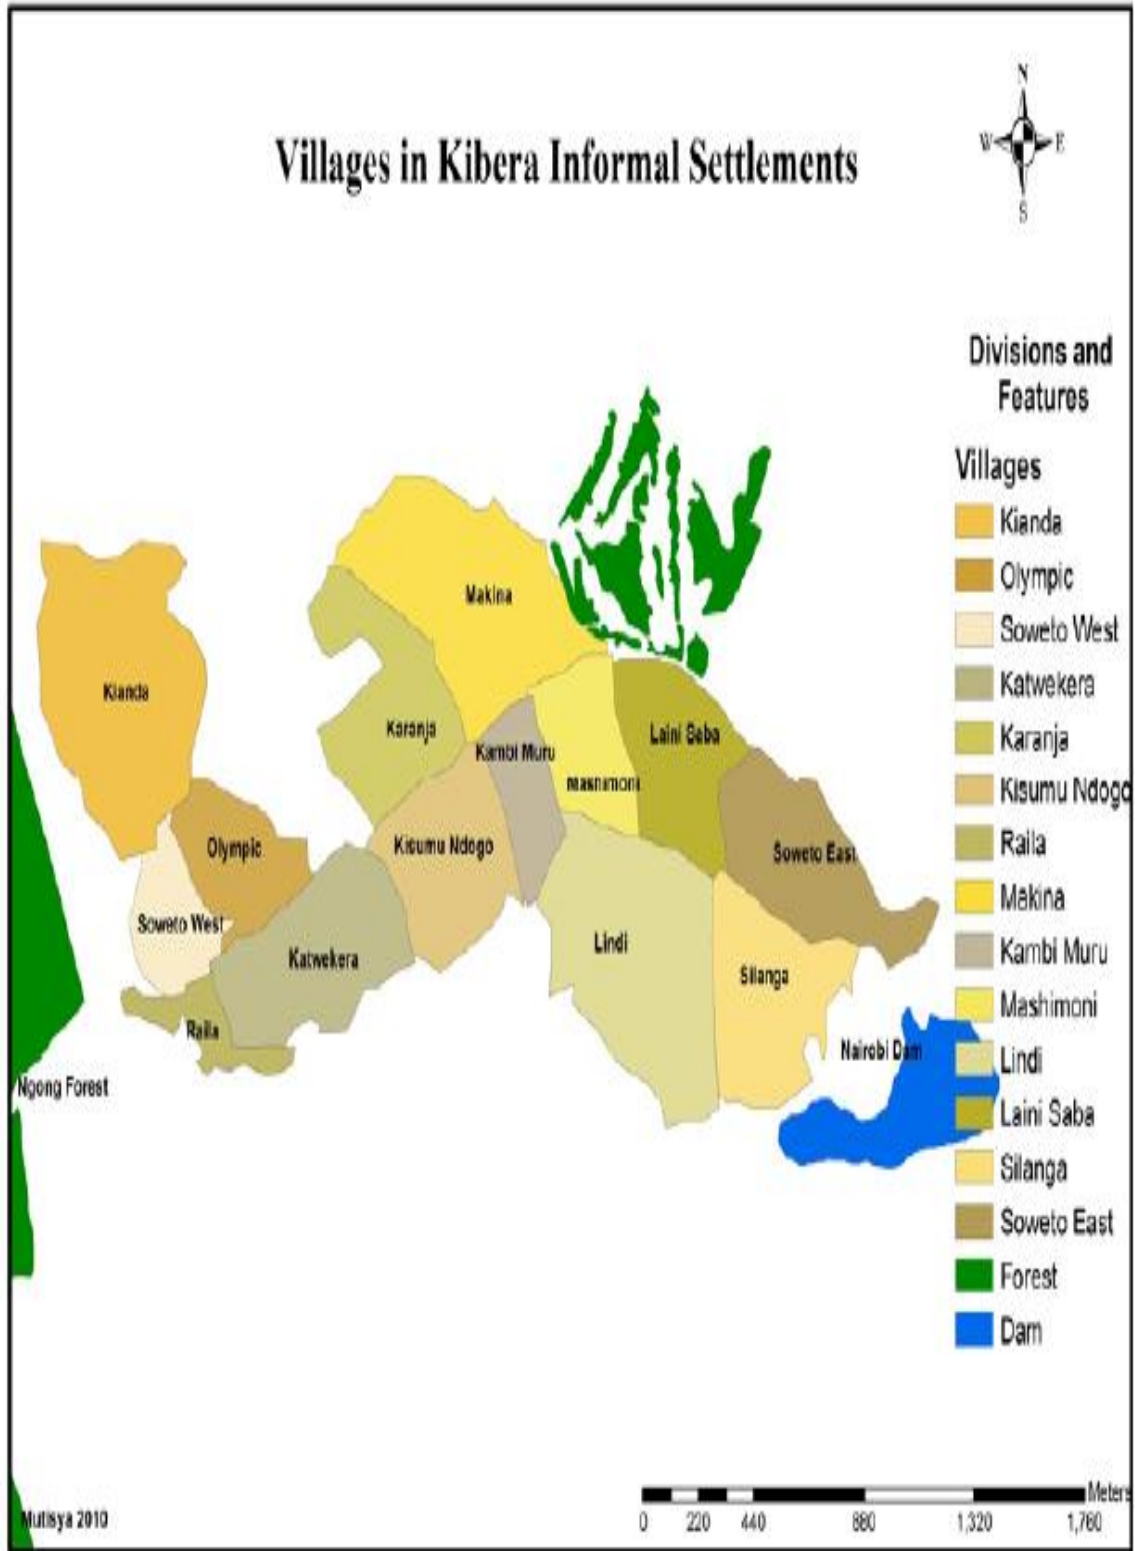 N
W E
S
Villages in Kibera Informal Settlements
Divisions and
Features
Villages
Kianda
Olympic
Soweto West
Katwekera
Karanja
Kisumu Ndogo
Raila
Makina
Kambi Muru
Mashimoni
Lindi
Laini Saba
Silanga
Soweto East
Forest
Dam
Makina
Kianda
Karanja
Laini Saba
Kambi Muru
Mashimoni
Olympic
Kisumu Ndogo
Soweto East
Soweto West
Lindi
Katwekera
Silanga
Raila
Nairobi Dam
Ngong Forest
Mutisya 2010
Meters
0 220 440 880 1,320 1,760